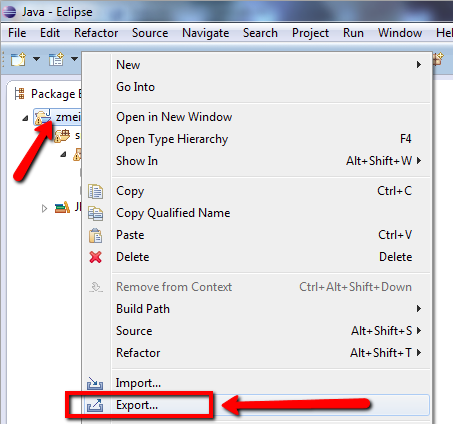 Java - Eclipse
File Edit Refactor Source Navigate Search Project Run Window
Package
zmei
New
Go Into
Open in New Window
Open Type Hierarchy F4
Show In Alt+Shift+W
Copy Ctrl+C
Copy Qualified Name
Paste Ctrl+V
Delete Delete
Remove from Context Ctrl+Alt+Shift+Down
Build Path
Source Alt+Shift+S
Refactor Alt+Shift+T
Import...
Export...